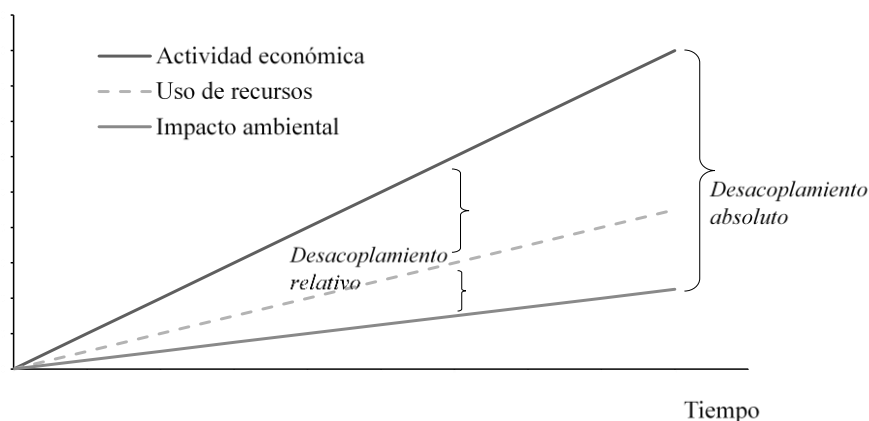 Actividad económica
Uso de recursos
Impacto ambiental
Desacoplamiento
absoluto
Desacoplamiento
relativo
Tiempo